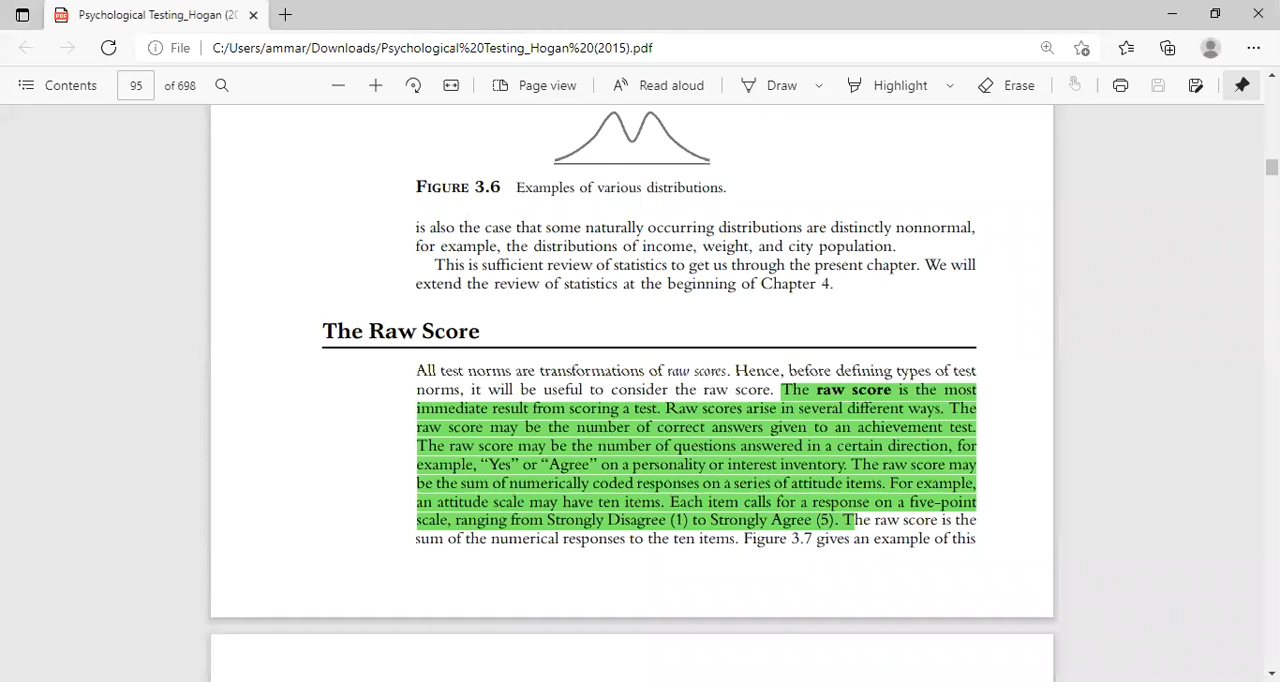 Psychological Testing_Hogan (20
File
C:/Users/ammar/Downloads/Psychological%20Testing_Hogan%20(2015).pdf
Contents
95 of 698
Page view
Read aloud
Draw
Highlight
Erase
FIGURE 3.6 Examples of various distributions.
is also the case that some naturally occurring distributions are distinctly nonnormal,
for example, the distributions of income, weight, and city population.
This is sufficient review of statistics to get us through the present chapter. We will
extend the review of statistics at the beginning of Chapter 4.
The Raw Score
All test norms are transformations of raw scores. Hence, before defining types of test
norms, it will be useful to consider the raw score. The raw score is the most
immediate result from scoring a test. Raw scores arise in several different ways. The
raw score may be the number of correct answers given to an achievement test.
The raw score may be the number of questions answered in a certain direction, for
example, “Yes” or “Agree” on a personality or interest inventory. The raw score may
be the sum of numerically coded responses on a series of attitude items. For example,
an attitude scale may have ten items. Each item calls for a response on a five-point
scale, ranging from Strongly Disagree (1) to Strongly Agree (5). The raw score is the
sum of the numerical responses to the ten items. Figure 3.7 gives an example of this